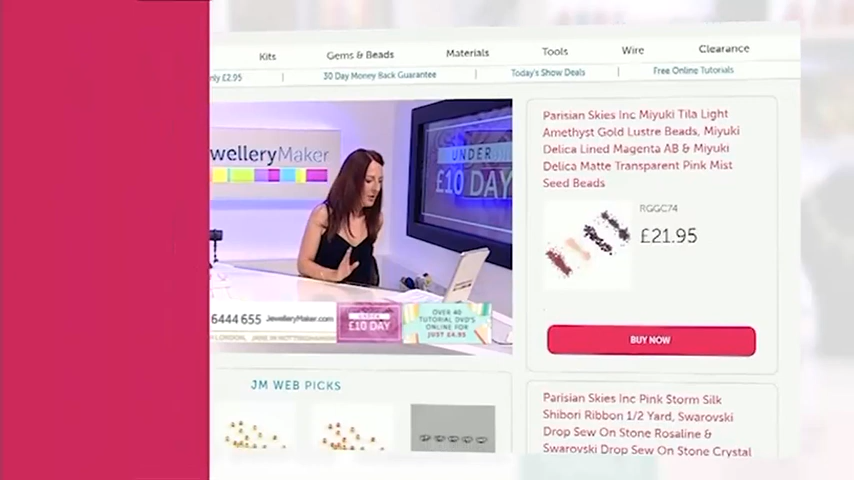 Kits Gems & Beads Materials Tools Wire Clearance
only £2.95 | 30 Day Money Back Guarantee | Today's Show Deals | Free Online Tutorials
welleryMaker
UNDER
£10 DAY
6444 655 JewelleryMaker.com
£10 DAY
OVER 40
TUTORIAL DVD'S
ONLINE FOR
JUST £4.95
LONDON
Parisian Skies Inc Miyuki Tila Light
Amethyst Gold Lustre Beads, Miyuki
Delica Lined Magenta AB & Miyuki
Delica Matte Transparent Pink Mist
Seed Beads
RGGC74
£21.95
BUY NOW
JM WEB PICKS
Parisian Skies Inc Pink Storm Silk
Shibori Ribbon 1/2 Yard, Swarovski
Drop Sew On Stone Rosaline &
Swarovski Drop Sew On Stone Crystal